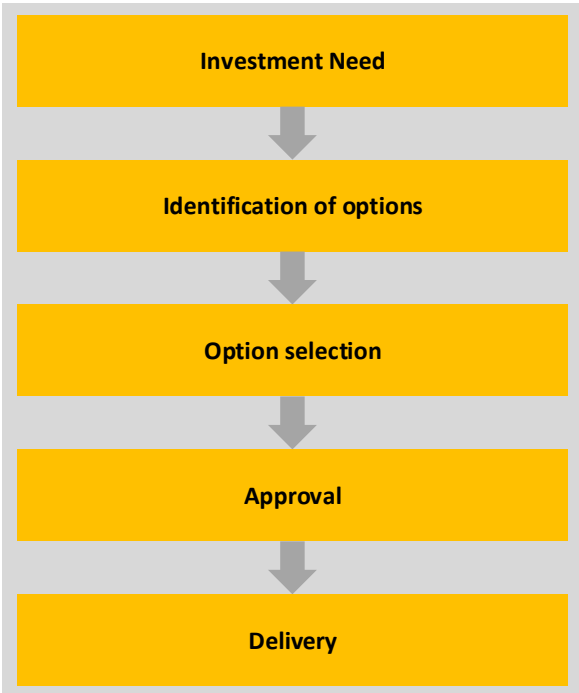 Investment Need
Identification of options
Option selection
Approval
Delivery